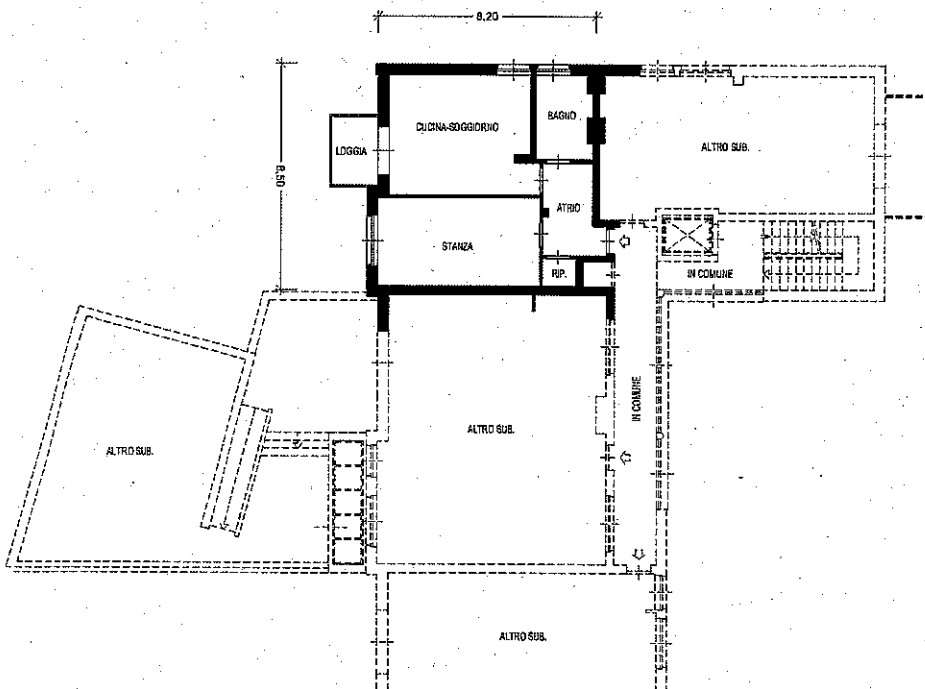 8,20
8,50
CUCINA-SOGGIORNO
BAGNO
LOGGIA
ALTRO SUB.
ATRIO
STANZA
RIP.
IN COMUNE
IN COMUNE
ALTRO SUB.
ALTRO SUB.
ALTRO SUB.